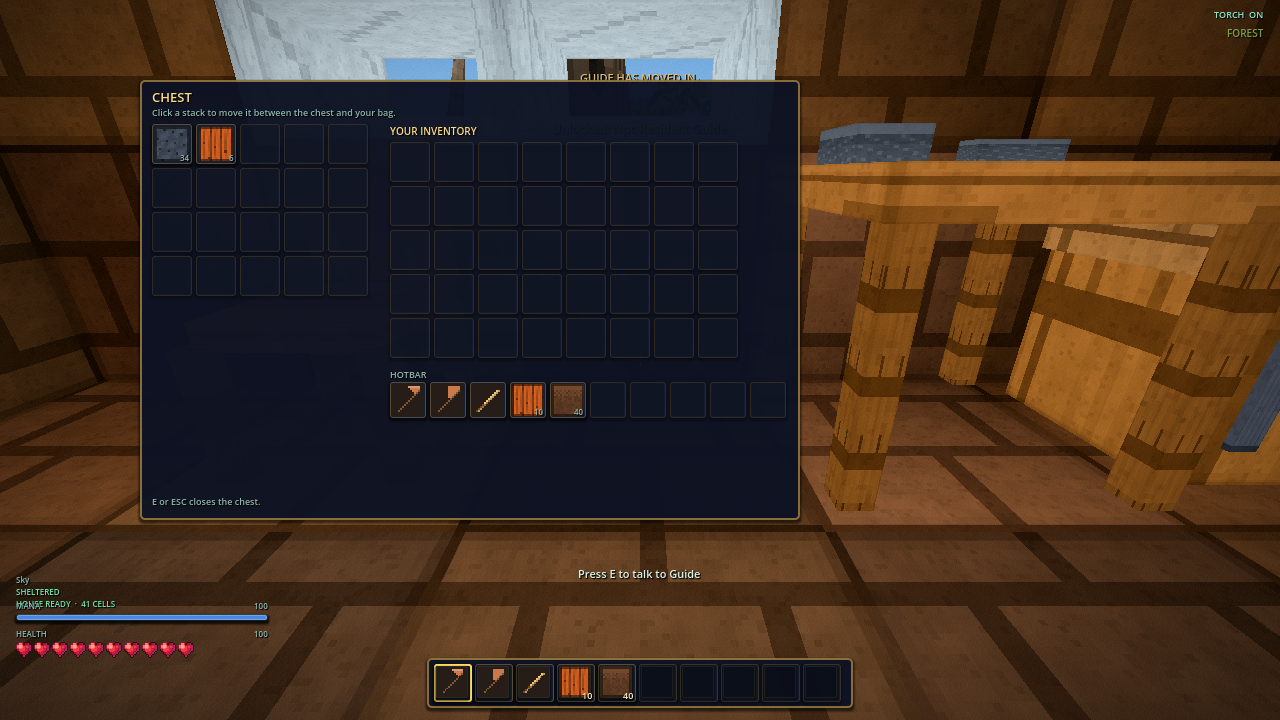 TORCH ON
FOREST
GUIDE HAS MOVED IN
CHEST
Click a stack to move it between the chest and your bag.
34
6
YOUR INVENTORY
HOTBAR
10
40
E or ESC closes the chest.
Press E to talk to Guide
Sky
SHELTERED
HOUSE READY · 41 CELLS
100
HEALTH
100
10
40